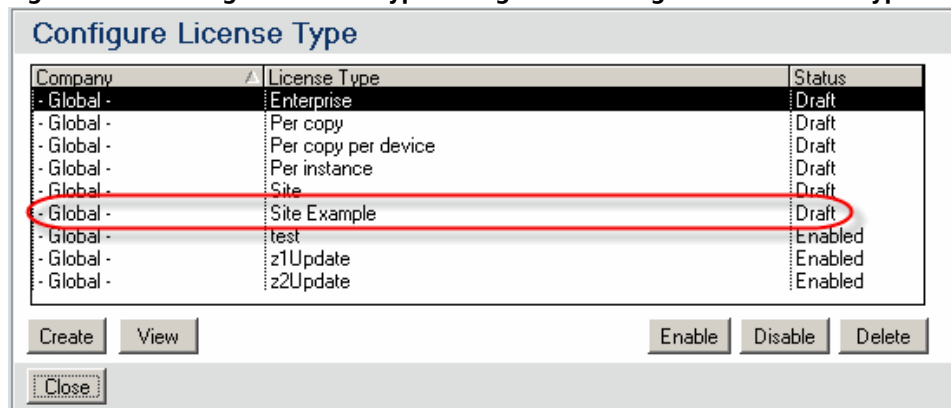 Configure License Type
Company License Type Status
- Global - Enterprise Draft
- Global - Per copy Draft
- Global - Per copy per device Draft
- Global - Per instance Draft
- Global - Site Draft
- Global - Site Example Draft
- Global - test Enabled
- Global - z1Update Enabled
- Global - z2Update Enabled
Create View Enable Disable Delete
Close